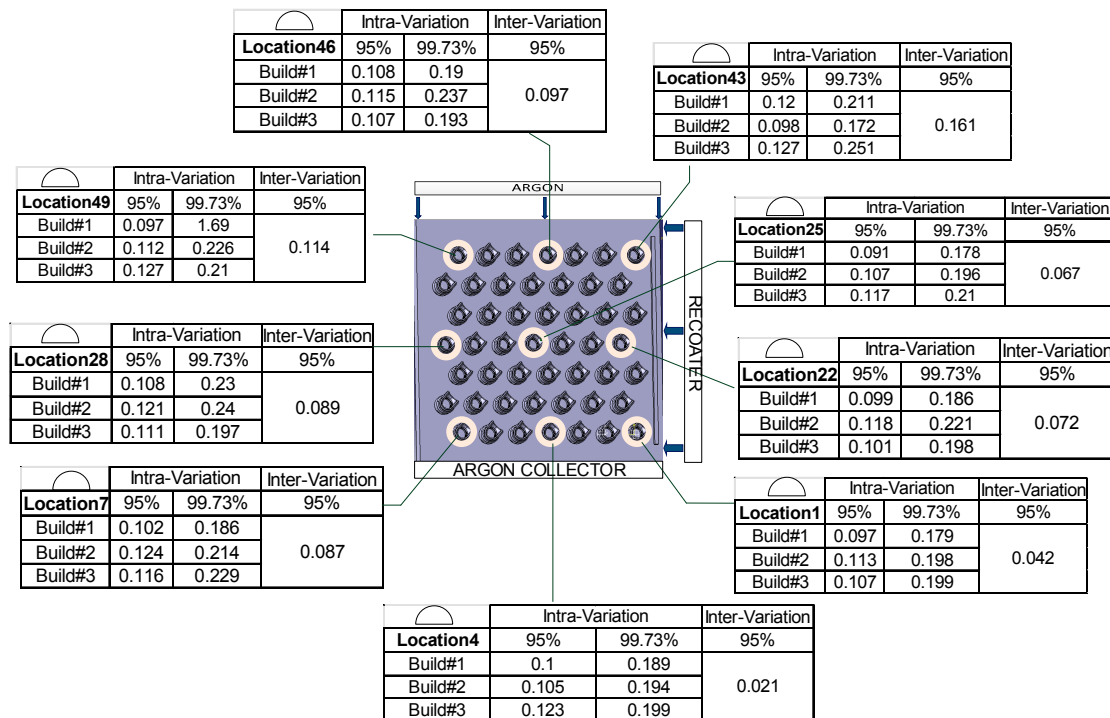 Intra-Variation Inter-Variation
Location46 95% 99.73% 95%
Build#1 0.108 0.19
Build#2 0.115 0.237 0.097
Build#3 0.107 0.193
Intra-Variation Inter-Variation
Location43 95% 99.73% 95%
Build#1 0.12 0.211
Build#2 0.098 0.172 0.161
Build#3 0.127 0.251
Intra-Variation Inter-Variation
Location49 95% 99.73% 95%
Build#1 0.097 1.69
Build#2 0.112 0.226 0.114
Build#3 0.127 0.21
ARGON
Intra-Variation Inter-Variation
Location25 95% 99.73% 95%
Build#1 0.091 0.178
Build#2 0.107 0.196 0.067
Build#3 0.117 0.21
RECOATER
Intra-Variation Inter-Variation
Location28 95% 99.73% 95%
Build#1 0.108 0.23
Build#2 0.121 0.24 0.089
Build#3 0.111 0.197
Intra-Variation Inter-Variation
Location22 95% 99.73% 95%
Build#1 0.099 0.186
Build#2 0.118 0.221 0.072
Build#3 0.101 0.198
ARGON COLLECTOR
Intra-Variation Inter-Variation
Location7 95% 99.73% 95%
Build#1 0.102 0.186
Build#2 0.124 0.214 0.087
Build#3 0.116 0.229
Intra-Variation Inter-Variation
Location1 95% 99.73% 95%
Build#1 0.097 0.179
Build#2 0.113 0.198 0.042
Build#3 0.107 0.199
Intra-Variation Inter-Variation
Location4 95% 99.73% 95%
Build#1 0.1 0.189
Build#2 0.105 0.194 0.021
Build#3 0.123 0.199